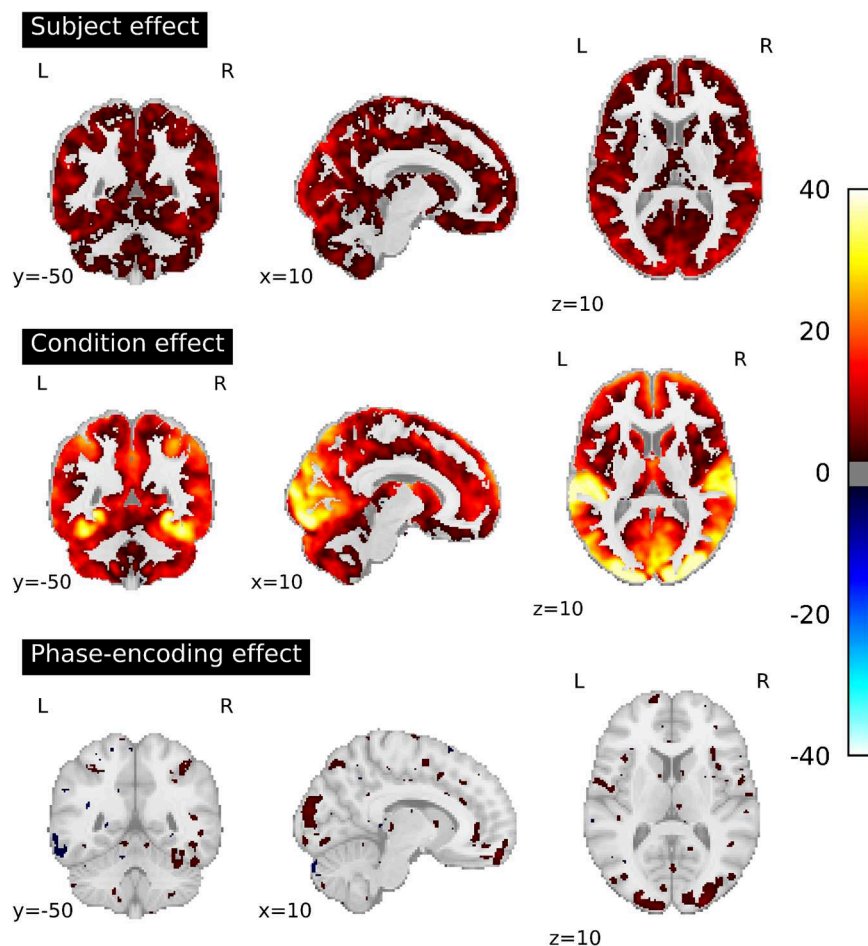 Subject effect
L R L R
y=-50 x=10 z=10
Condition effect
L R L R
y=-50 x=10 z=10
Phase-encoding effect
L R L R
y=-50 x=10 z=10
40
20
0
-20
-40